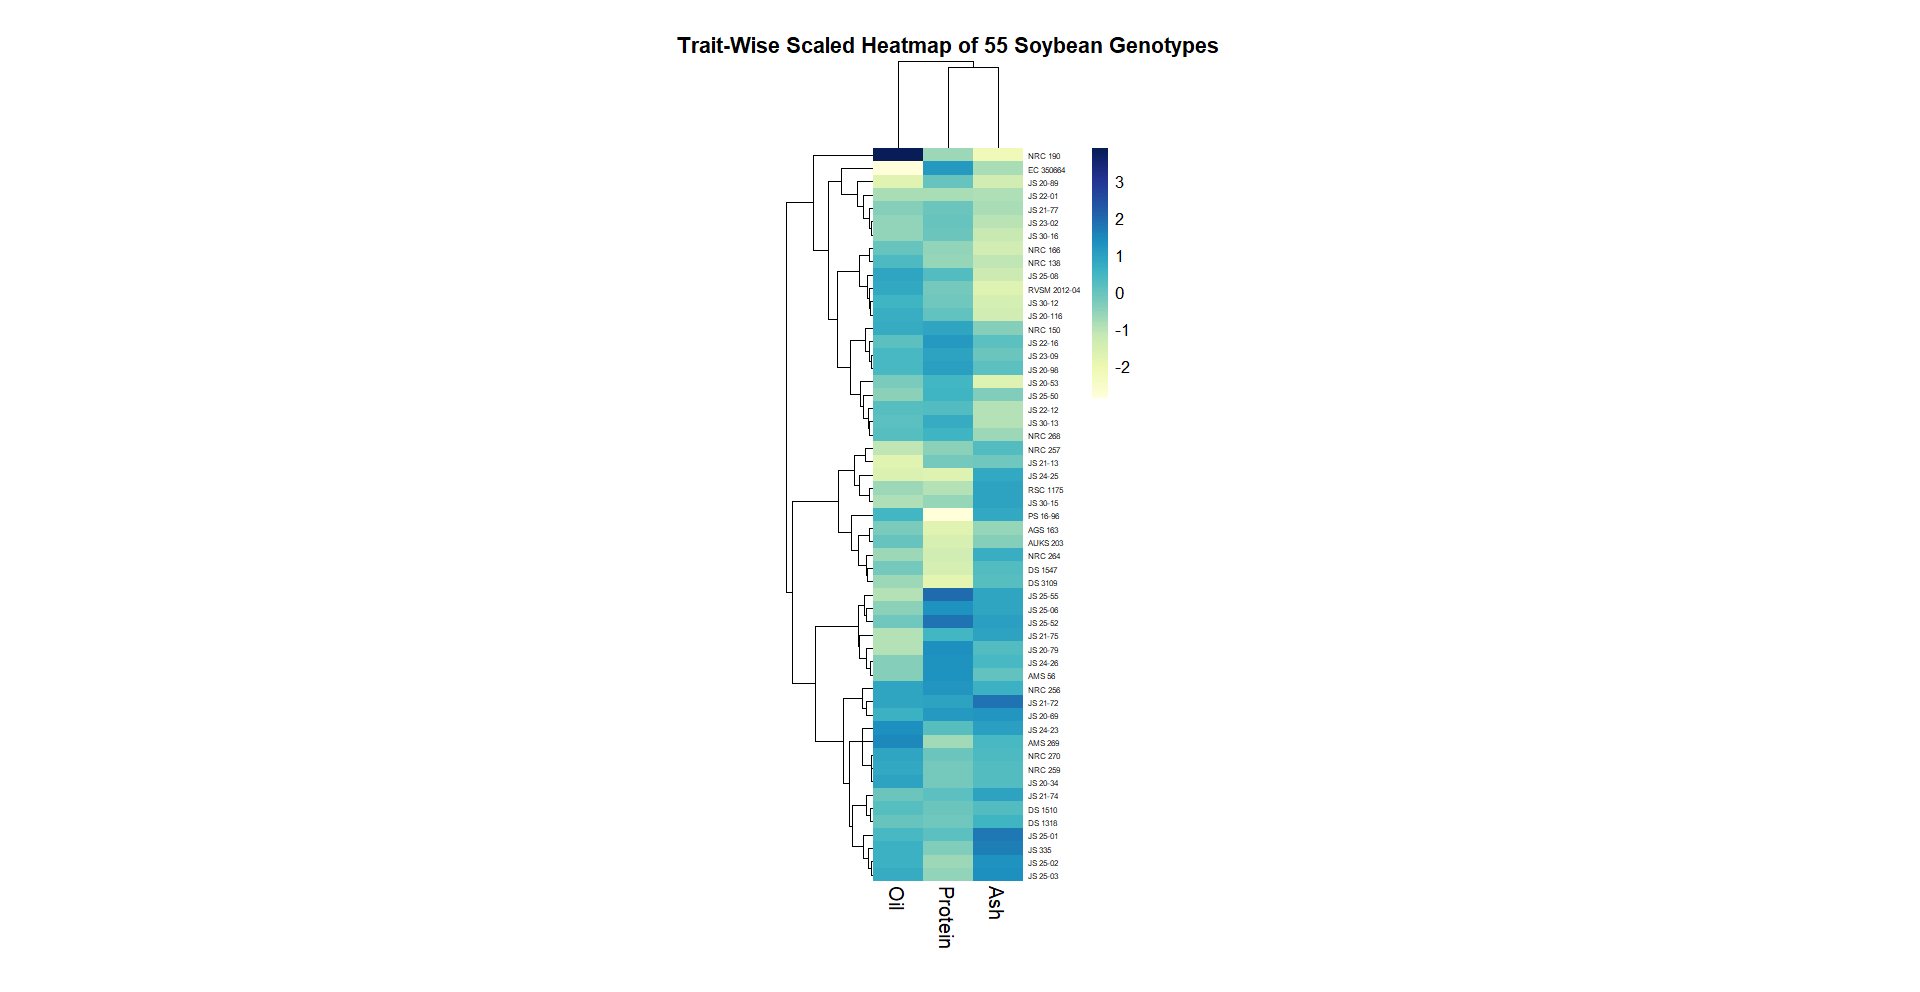 Trait-Wise Scaled Heatmap of 55 Soybean Genotypes
NRC 190
EC 350664
JS 20-89
JS 22-01
JS 21-77
JS 23-02
JS 30-16
NRC 166
NRC 138
JS 25-08
RVSM 2012-04
JS 30-12
JS 20-116
NRC 150
JS 22-16
JS 23-09
JS 20-98
JS 20-53
JS 25-50
JS 22-12
JS 30-13
NRC 268
NRC 257
JS 21-13
JS 24-25
RSC 1175
JS 30-15
PS 16-96
AGS 163
AUKS 203
NRC 264
DS 1547
DS 3109
JS 25-55
JS 25-06
JS 25-52
JS 21-75
JS 20-79
JS 24-26
AMS 56
NRC 256
JS 21-72
JS 20-69
JS 24-23
AMS 269
NRC 270
NRC 259
JS 20-34
JS 21-74
DS 1510
DS 1318
JS 25-01
JS 335
JS 25-02
JS 25-03
3
2
1
0
-1
-2
Oil
Protein
Ash